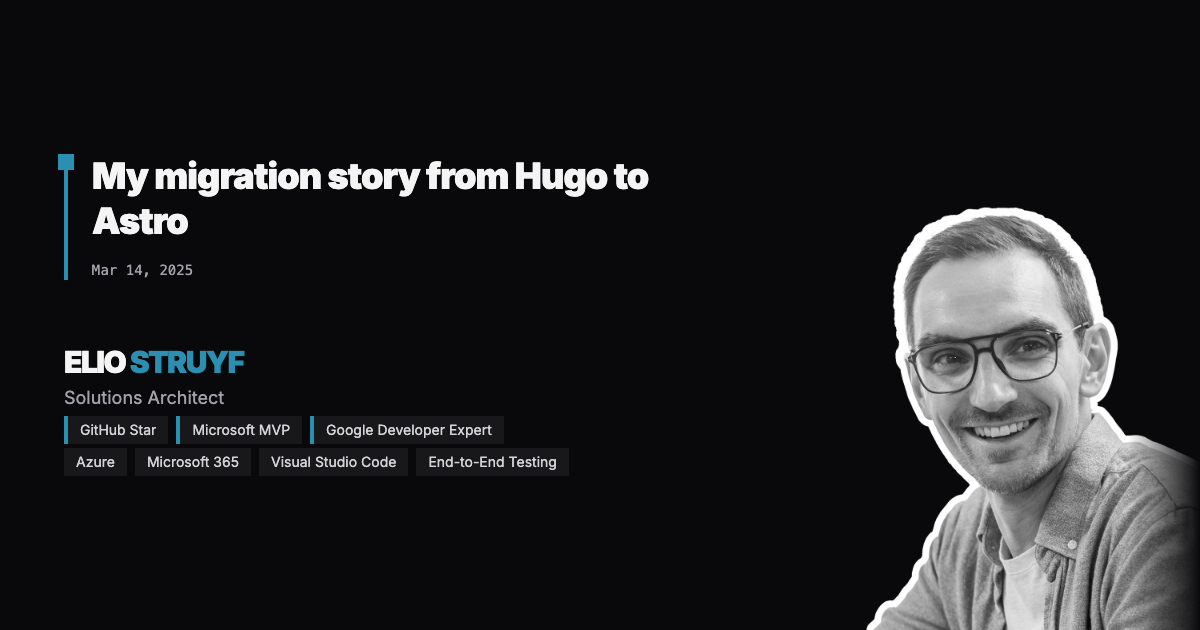 My migration story from Hugo to
Astro
Mar 14, 2025
ELIO STRUYF
Solutions Architect
GitHub Star Microsoft MVP Google Developer Expert
Azure Microsoft 365 Visual Studio Code End-to-End Testing